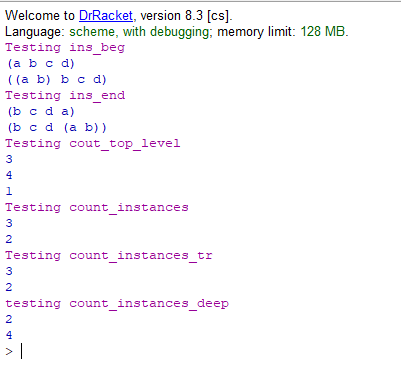 Welcome to DrRacket, version 8.3 [cs].
Language: scheme, with debugging; memory limit: 128 MB.
Testing ins_beg
(a b c d)
((a b) b c d)
Testing ins_end
(b c d a)
(b c d (a b))
Testing cout_top_level
3
4
1
Testing count_instances
3
2
Testing count_instances_tr
3
2
testing count_instances_deep
2
4
>